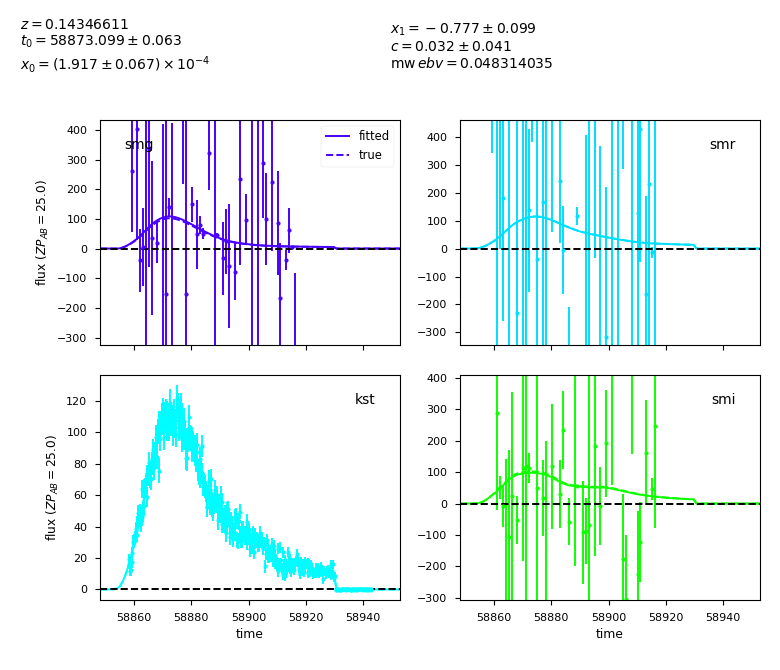 z = 0.14346611
t₀ = 58873.099 ± 0.063
x₀ = (1.917 ± 0.067) × 10⁻⁴
x₁ = −0.777 ± 0.099
c = 0.032 ± 0.041
mw ebv = 0.048314035
smg
fitted
true
400
300
200
100
0
−100
−200
−300
flux (ZP_AB = 25.0)
smr
400
300
200
100
0
−100
−200
−300
kst
120
100
80
60
40
20
0
flux (ZP_AB = 25.0)
58860 58880 58900 58920 58940
time
smi
400
300
200
100
0
−100
−200
−300
58860 58880 58900 58920 58940
time